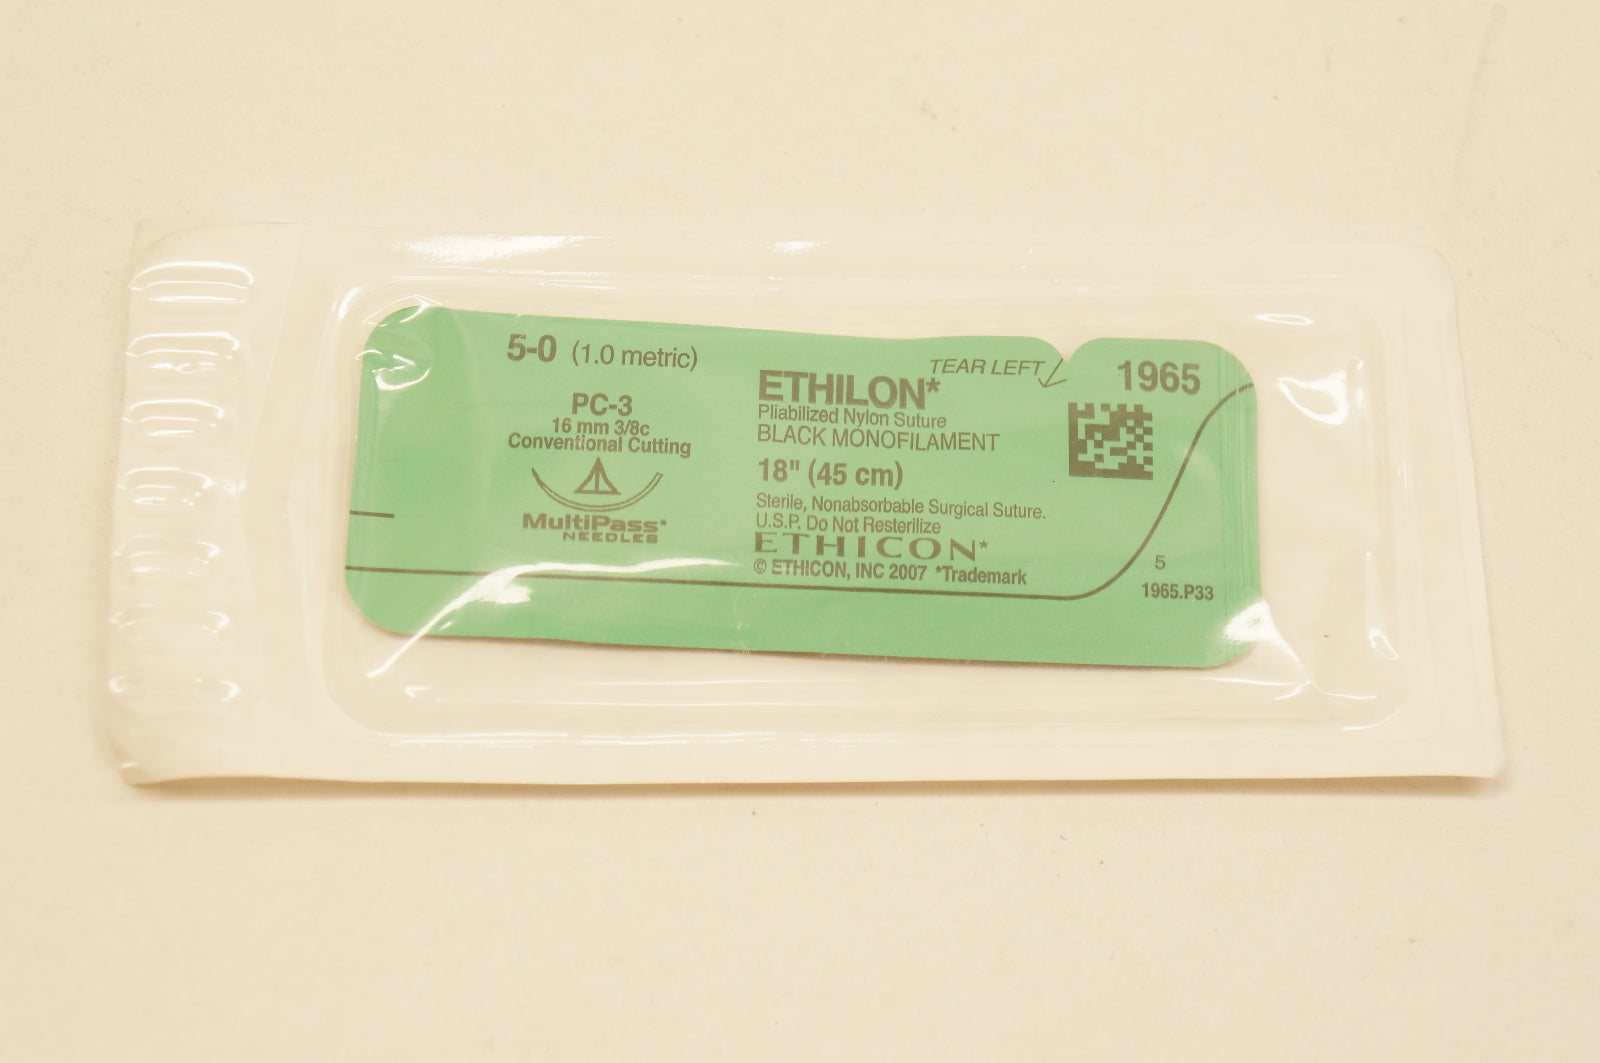 5-0 (1.0 metric)
PC-3
16 mm 3/8c
Conventional Cutting
MultiPass*
NEEDLES
TEAR LEFT
ETHILON*
Pliabilized Nylon Suture
BLACK MONOFILAMENT
18" (45 cm)
Sterile, Nonabsorbable Surgical Suture.
U.S.P. Do Not Resterilize
ETHICON*
© ETHICON, INC 2007 *Trademark
1965
5
1965.P33